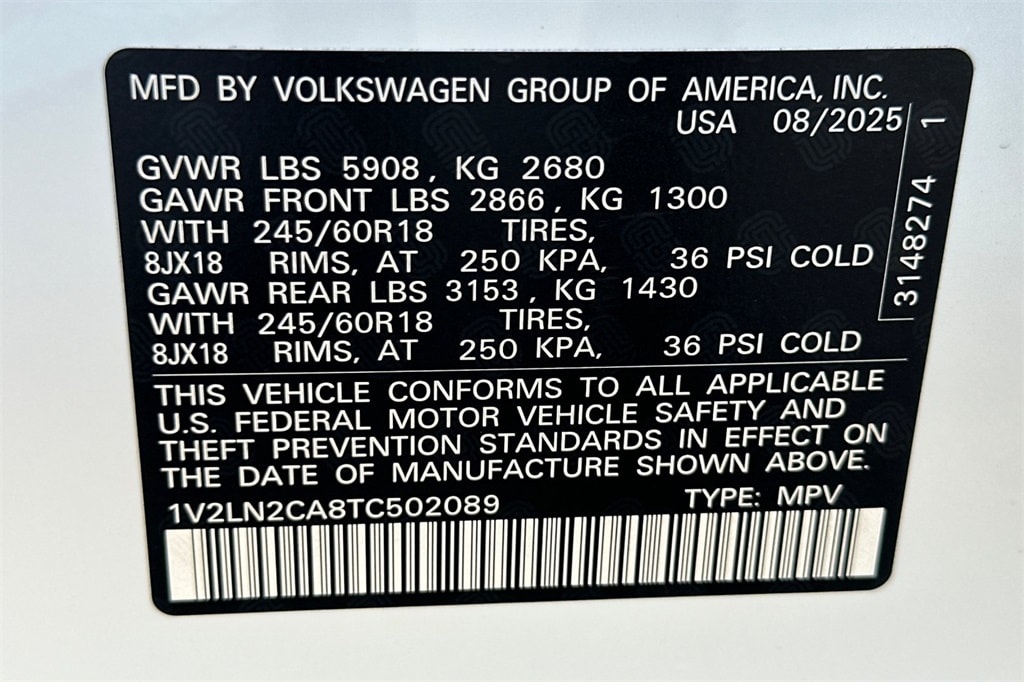 MFD BY VOLKSWAGEN GROUP OF AMERICA, INC.
USA 08/2025
GVWR LBS 5908, KG 2680
GAWR FRONT LBS 2866, KG 1300
WITH 245/60R18 TIRES,
8JX18 RIMS, AT 250 KPA, 36 PSI COLD
GAWR REAR LBS 3153, KG 1430
WITH 245/60R18 TIRES,
8JX18 RIMS, AT 250 KPA, 36 PSI COLD
3148274 1
THIS VEHICLE CONFORMS TO ALL APPLICABLE
U.S. FEDERAL MOTOR VEHICLE SAFETY AND
THEFT PREVENTION STANDARDS IN EFFECT ON
THE DATE OF MANUFACTURE SHOWN ABOVE.
1V2LN2CA8TC502089 TYPE: MPV